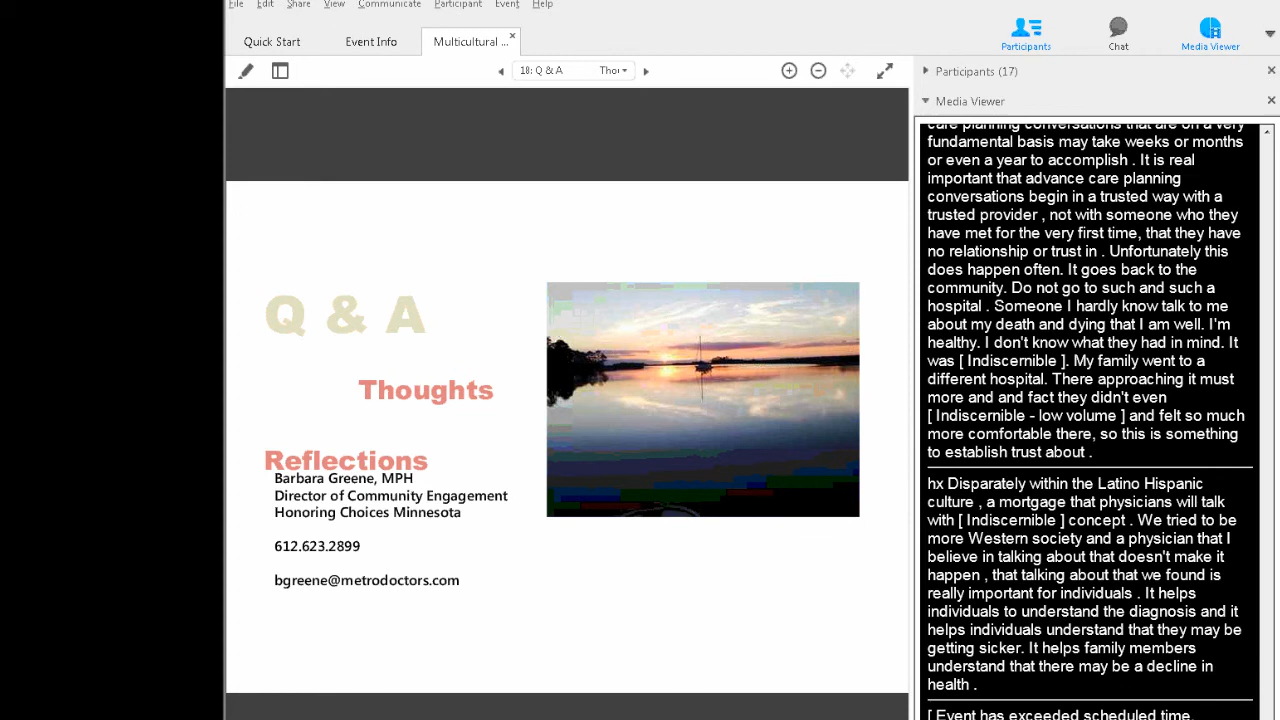 File Edit Share View Communicate Participant Event Help
Quick Start Event Info Multicultural ...
Participants Chat Media Viewer
18: Q & A
Participants (17)
Media Viewer
Q & A
Thoughts
Reflections
Barbara Greene, MPH
Director of Community Engagement
Honoring Choices Minnesota
612.623.2899
bgreene@metrodoctors.com
care planning conversations that are on a very
fundamental basis may take weeks or months
or even a year to accomplish . It is real
important that advance care planning
conversations begin in a trusted way with a
trusted provider , not with someone who they
have met for the very first time, that they have
no relationship or trust in . Unfortunately this
does happen often. It goes back to the
community. Do not go to such and such a
hospital . Someone I hardly know talk to me
about my death and dying that I am well. I'm
healthy. I don't know what they had in mind. It
was [ Indiscernible ]. My family went to a
different hospital. There approaching it must
more and and fact they didn't even
[ Indiscernible - low volume ] and felt so much
more comfortable there, so this is something
to establish trust about .
hx Disparately within the Latino Hispanic
culture , a mortgage that physicians will talk
with [ Indiscernible ] concept . We tried to be
more Western society and a physician that I
believe in talking about that doesn't make it
happen , that talking about that we found is
really important for individuals . It helps
individuals to understand the diagnosis and it
helps individuals understand that they may be
getting sicker. It helps family members
understand that there may be a decline in
health .
[ Event has exceeded scheduled time.